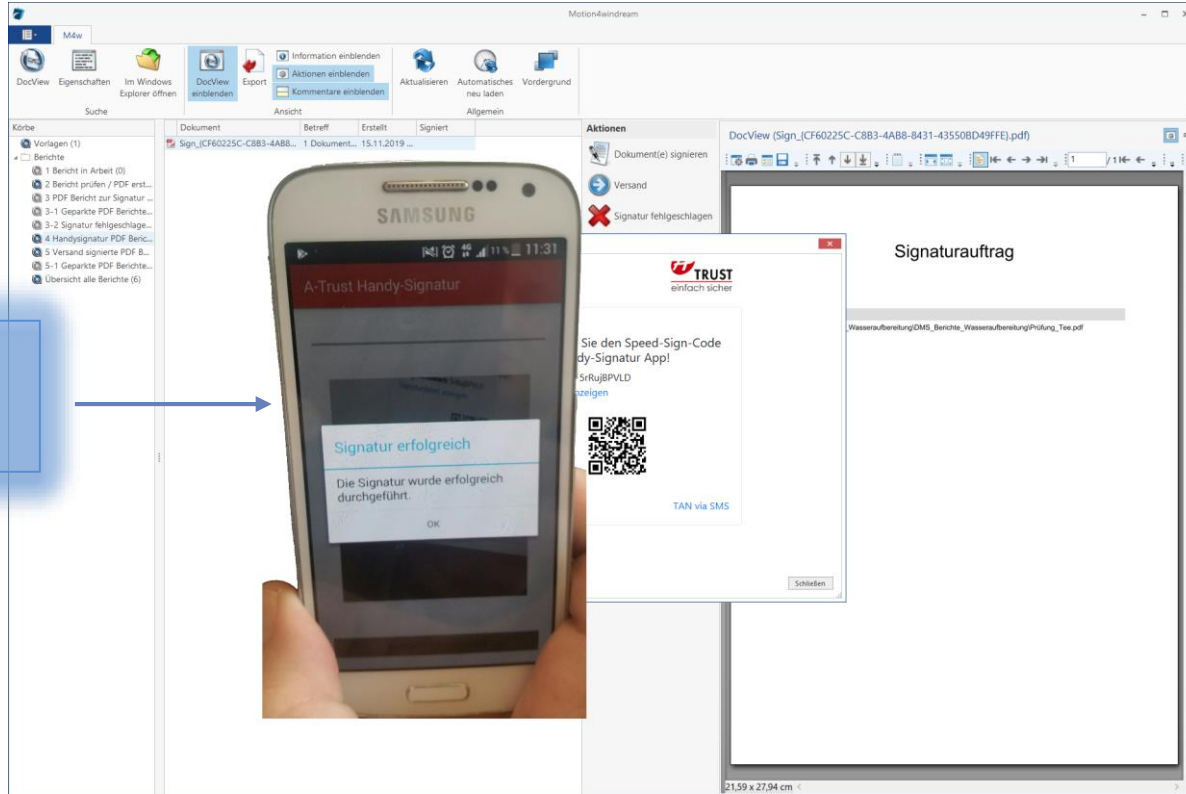 Motion4windream
M4w
DocView
Eigenschaften
Im Windows
Explorer öffnen
Suche
DocView
einblenden
Export
Information einblenden
Aktionen einblenden
Kommentare einblenden
Ansicht
Aktualisieren
Automatisches
neu laden
Vordergrund
Allgemein
Körbe
Vorlagen (1)
Berichte
1 Bericht in Arbeit (0)
2 Bericht prüfen / PDF erst...
3 PDF Bericht zur Signatur ...
3-1 Geparkte PDF Berichte...
3-2 Signatur fehlgeschlage...
4 Handysignatur PDF Beric...
5 Versand signierte PDF B...
5-1 Geparkte PDF Berichte...
Übersicht alle Berichte (6)
Dokument Betreff Erstellt Signiert
Sign_{CF60225C-C8B3-4AB8... 1 Dokument... 15.11.2019 ...
SAMSUNG
4G 11% 11:31
A-Trust Handy-Signatur
Signatur erfolgreich
Die Signatur wurde erfolgreich
durchgeführt.
OK
Aktionen
Dokument(e) signieren
Versand
Signatur fehlgeschlagen
TRUST
einfach sicher
Sie den Speed-Sign-Code
dy-Signatur App!
5rRujBPVLD
nzeigen
TAN via SMS
Schließen
DocView (Sign_{CF60225C-C8B3-4AB8-8431-43550BD49FFE}.pdf)
1 / 1
Signaturauftrag
_Wasseraufbereitung\DMS_Berichte_Wasseraufbereitung\Prüfung_Tee.pdf
21,59 x 27,94 cm